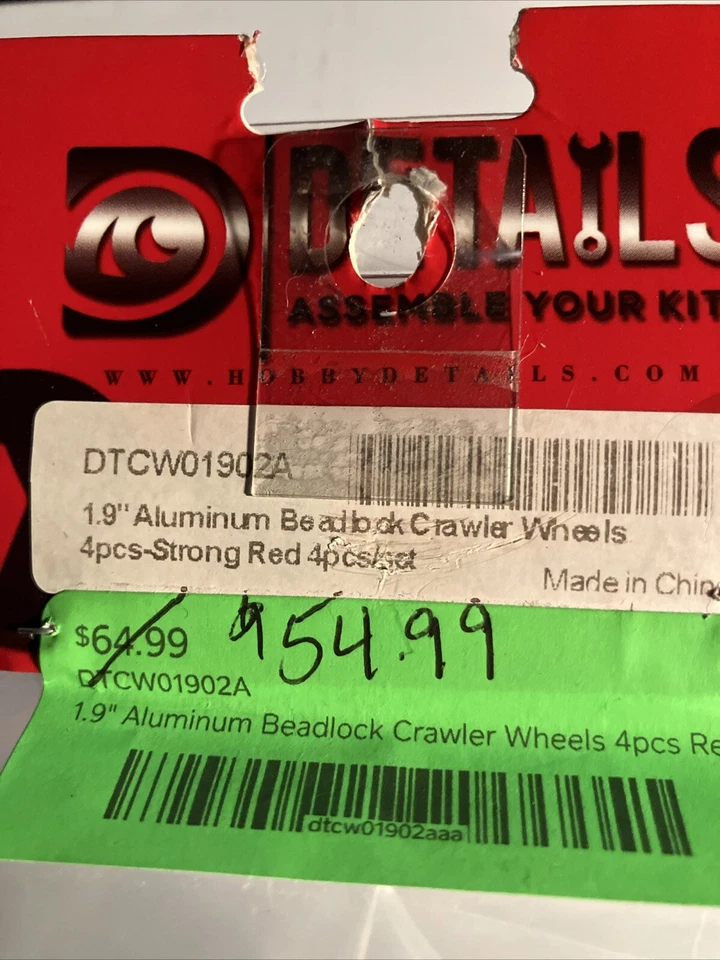 DETAILS
ASSEMBLE YOUR KIT
WWW.HOBBYDETAILS.COM
DTCW01902A
1.9" Aluminum Beadlock Crawler Wheels
4pcs-Strong Red 4pcs/set
Made in Chin
$64.99 $54.99
DTCW01902A
1.9" Aluminum Beadlock Crawler Wheels 4pcs Re
dtcw01902aaa